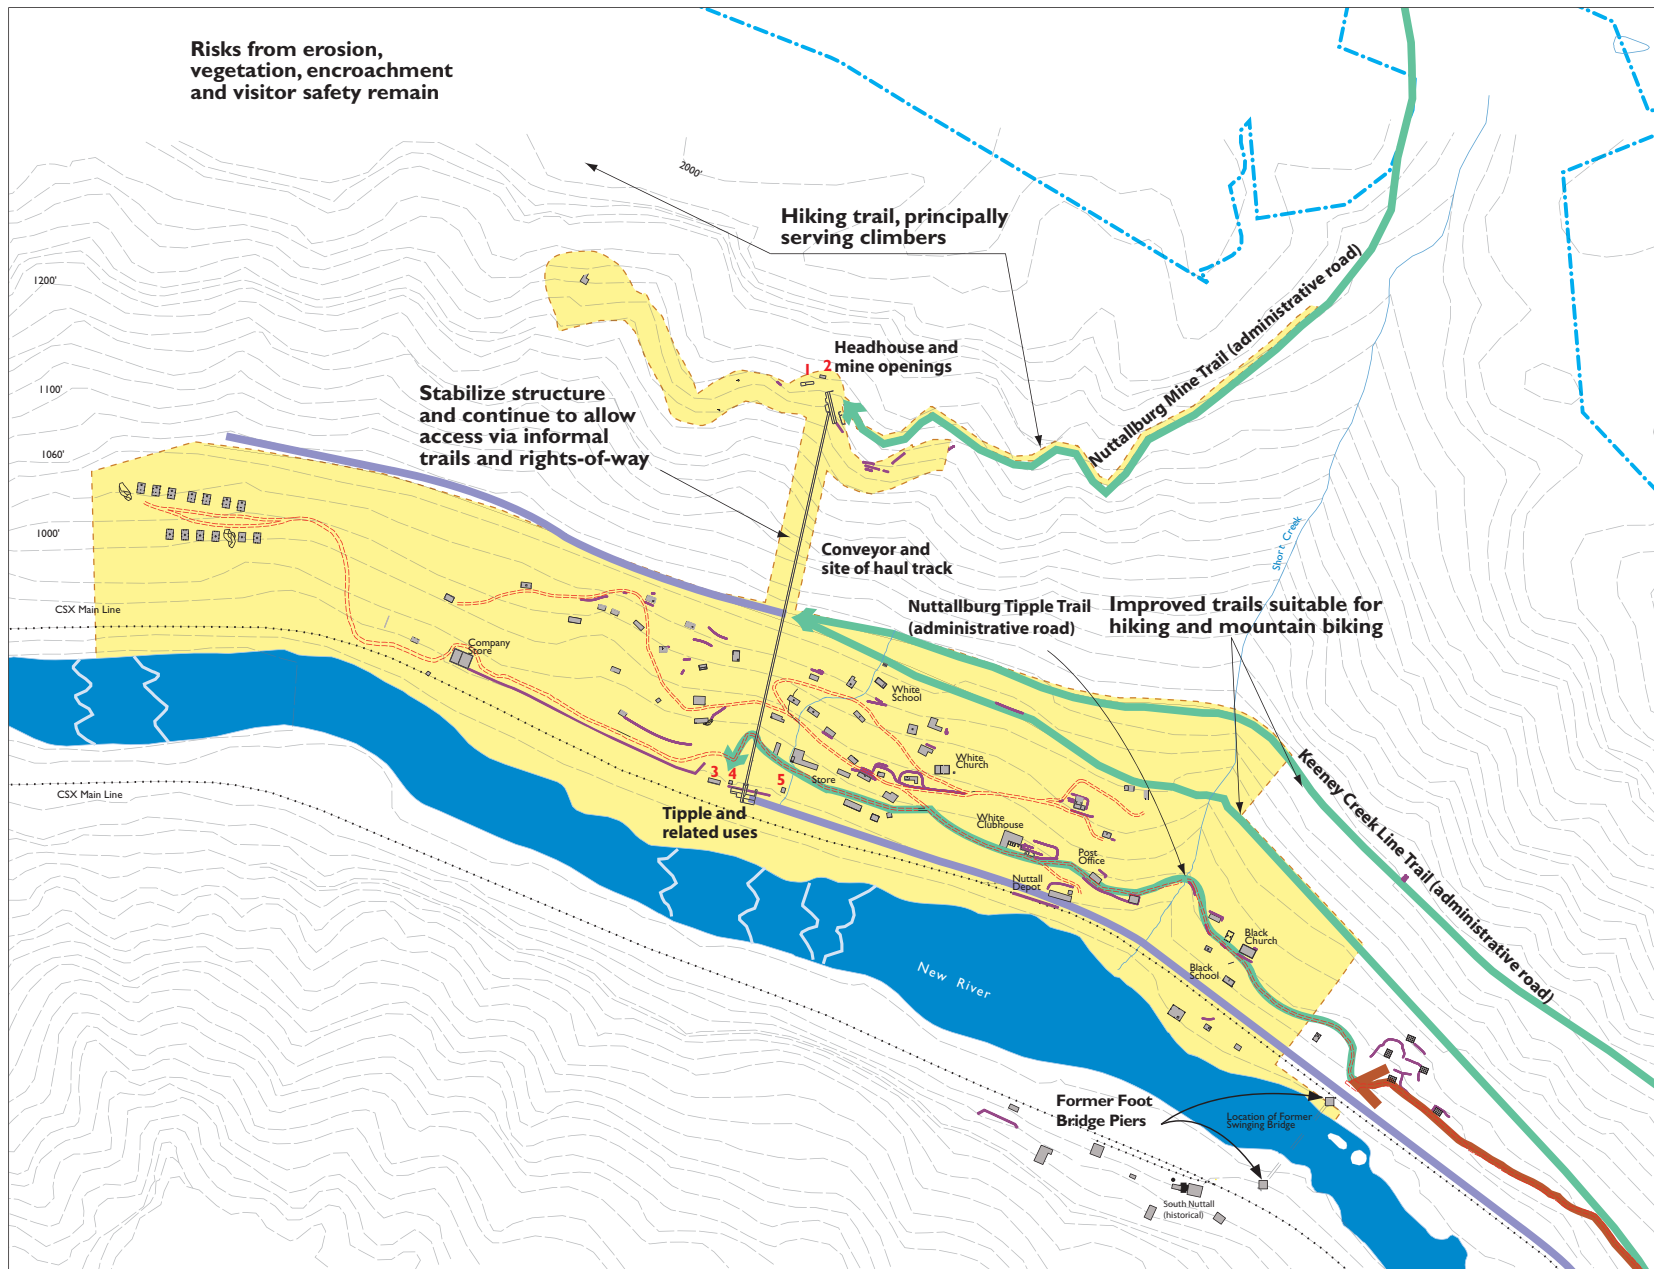 Risks from erosion,
vegetation, encroachment
and visitor safety remain
2000'
Hiking trail, principally
serving climbers
1200'
Nuttallburg Mine Trail (administrative road)
Headhouse and
mine openings
1
2
1100'
Stabilize structure
and continue to allow
access via informal
trails and rights-of-way
1060'
1000'
Short Creek
Conveyor and
site of haul track
CSX Main Line
Nuttallburg Tipple Trail
(administrative road)
Improved trails suitable for
hiking and mountain biking
Company
Store
White
School
White
Church
Keeney Creek Line Trail (administrative road)
3
4
5
Store
CSX Main Line
Tipple and
related uses
White
Clubhouse
Post
Office
Nuttall
Depot
Black
Church
Black
School
New River
Former Foot
Bridge Piers
Location of Former
Swinging Bridge
South Nuttall
(historical)